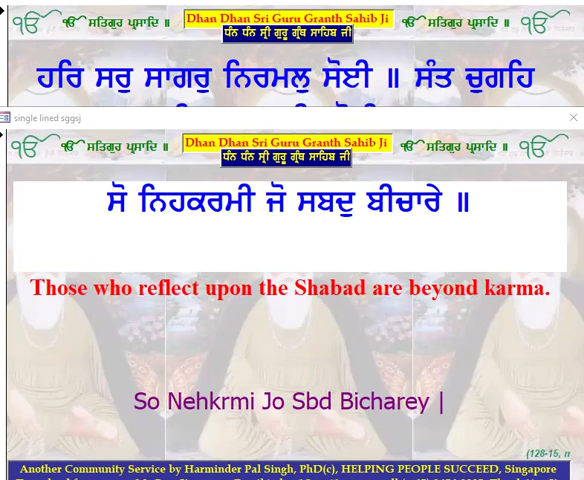 ੴ ਸਤਿਗੁਰ ਪ੍ਰਸਾਦਿ ॥ Dhan Dhan Sri Guru Granth Sahib Ji ੴ ਸਤਿਗੁਰ ਪ੍ਰਸਾਦਿ ॥ ੴ
ਧੰਨ ਧੰਨ ਸ੍ਰੀ ਗੁਰੂ ਗ੍ਰੰਥ ਸਾਹਿਬ ਜੀ
ਹਰਿ ਸਰੁ ਸਾਗਰੁ ਨਿਰਮਲੁ ਸੋਈ ॥ ਸੰਤ ਚੁਗਹਿ
single lined sggsj
ੴ ੴ ਸਤਿਗੁਰ ਪ੍ਰਸਾਦਿ ॥ Dhan Dhan Sri Guru Granth Sahib Ji ੴ ਸਤਿਗੁਰ ਪ੍ਰਸਾਦਿ ॥ ੴ
ਧੰਨ ਧੰਨ ਸ੍ਰੀ ਗੁਰੂ ਗ੍ਰੰਥ ਸਾਹਿਬ ਜੀ
ਸੋ ਨਿਹਕਰਮੀ ਜੋ ਸਬਦੁ ਬੀਚਾਰੇ ॥
Those who reflect upon the Shabad are beyond karma.
So Nehkrmi Jo Sbd Bicharey |
(128-15,
Another Community Service by Harminder Pal Singh, PhD(c), HELPING PEOPLE SUCCEED, Singapore